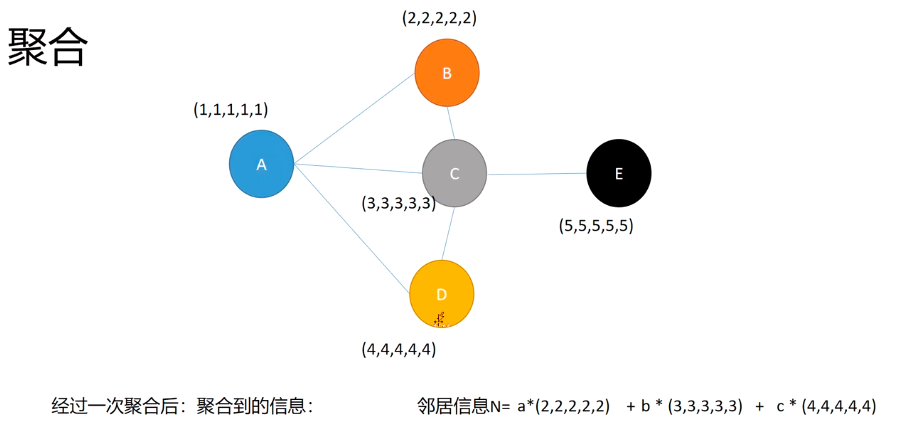 聚合
(2,2,2,2,2)
B
(1,1,1,1,1)
A
C
E
(3,3,3,3,3)
(5,5,5,5,5)
D
(4,4,4,4,4)
经过一次聚合后：聚合到的信息： 邻居信息N= a*(2,2,2,2,2) + b * (3,3,3,3,3) + c * (4,4,4,4,4)